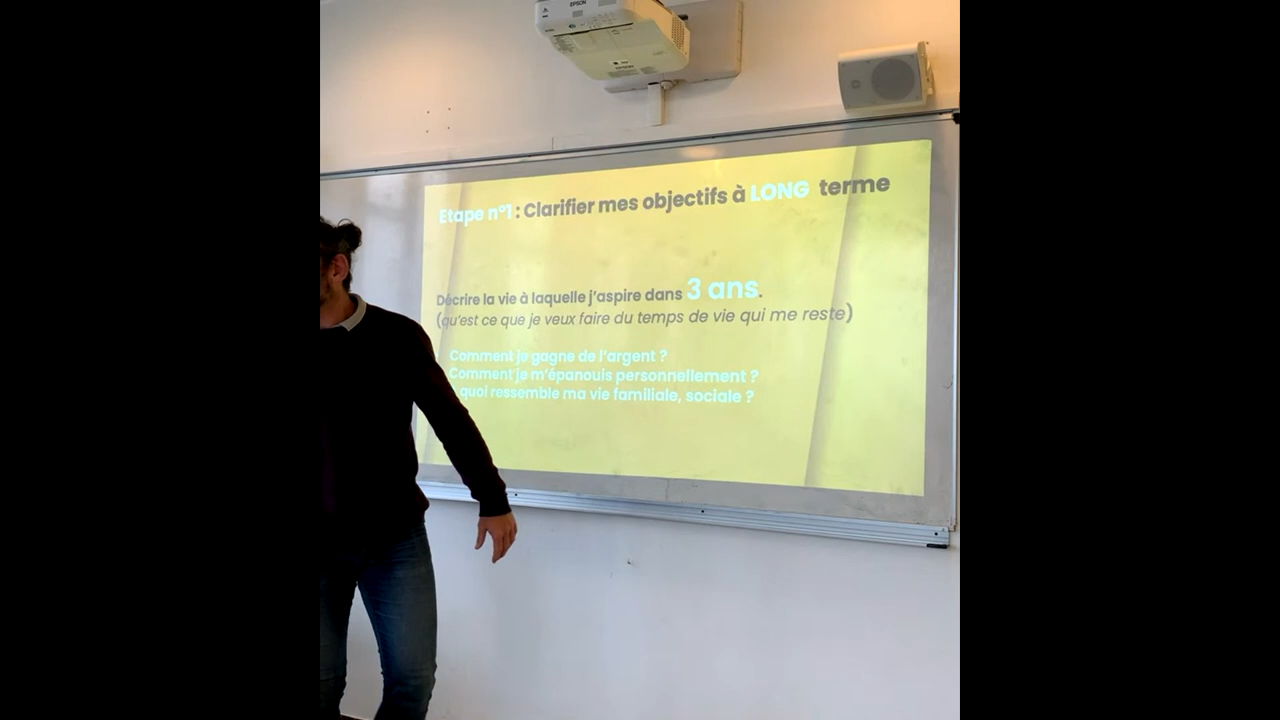 EPSON
EPSON
Etape n°1 : Clarifier mes objectifs à LONG terme
Décrire la vie à laquelle j’aspire dans 3 ans.
(qu’est ce que je veux faire du temps de vie qui me reste)
Comment je gagne de l’argent ?
Comment je m’épanouis personnellement ?
quoi ressemble ma vie familiale, sociale ?